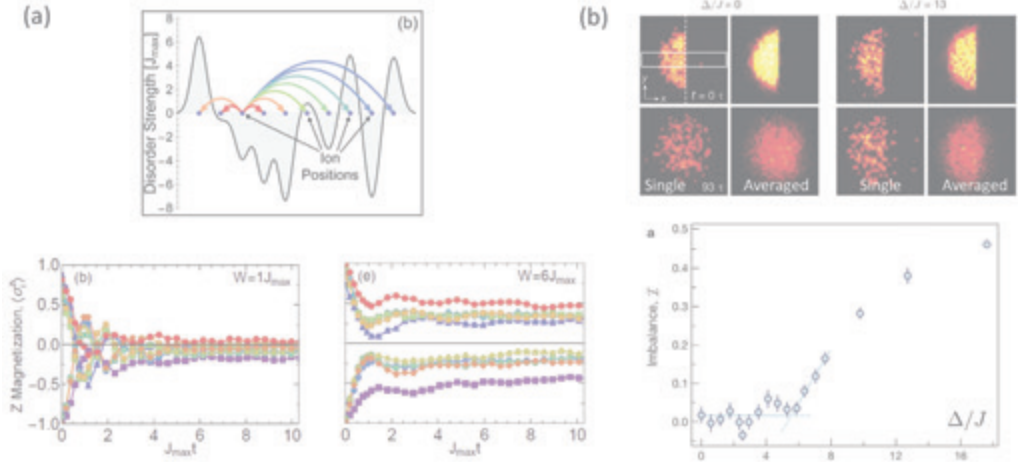 (a)
(b)
Disorder Strength [Jmax]
8
6
4
2
0
−2
−4
−6
−8
Ion
Positions
Z Magnetization, ⟨σᵢᶻ⟩
(b)
W=1Jmax
1.0
0.5
0.0
−0.5
−1.0
0 2 4 6 8 10
Jmaxt
(e)
W=6Jmax
0 2 4 6 8 10
Jmaxt
(b)
Δ/J = 0
Δ/J = 13
y
x
t = 0 τ
Single
93 τ
Averaged
Single
Averaged
a
Imbalance, I
0.5
0.4
0.3
0.2
0.1
0.0
0 4 8 12 16
Δ/J